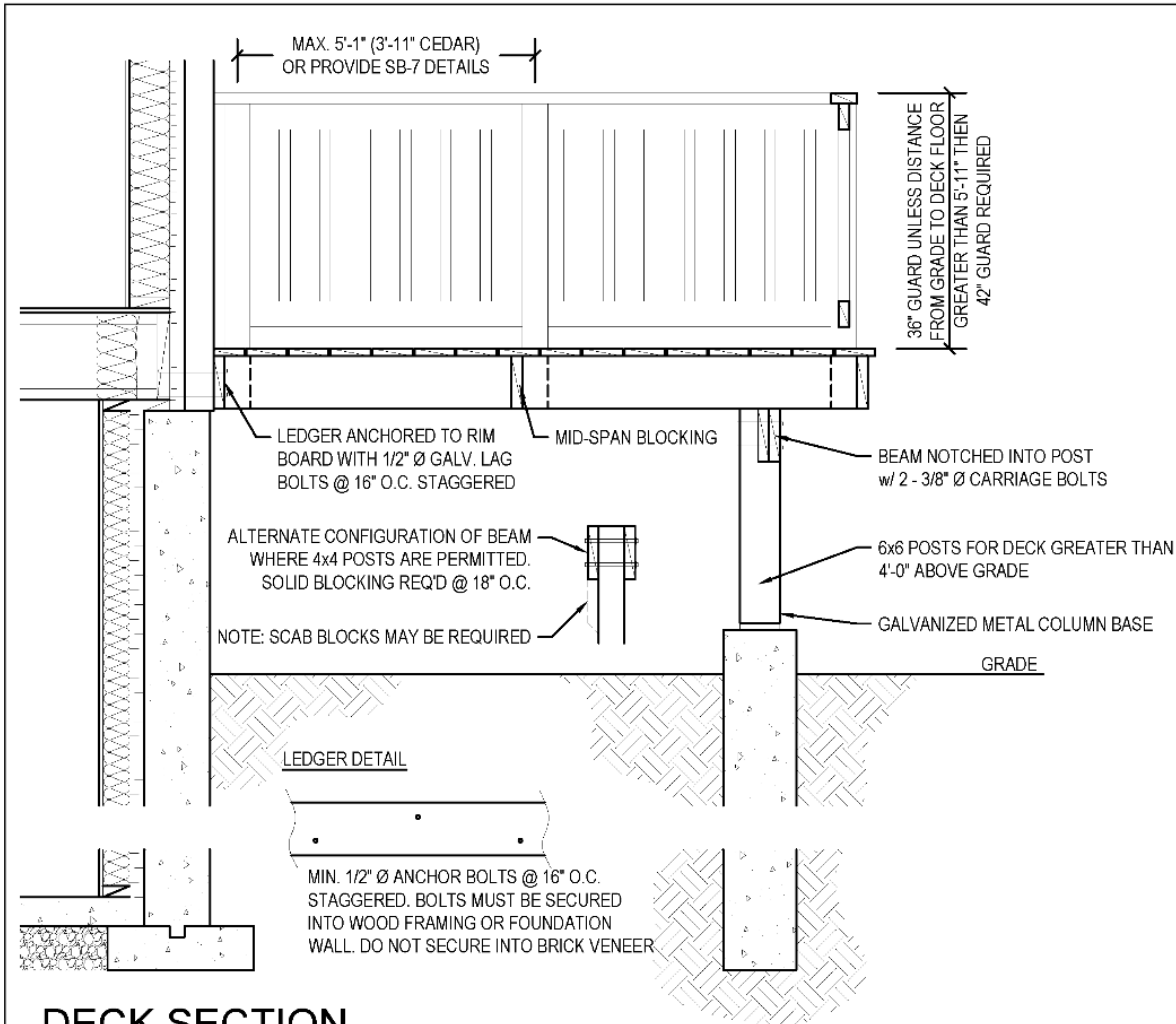 MAX. 5'-1" (3'-11" CEDAR)
OR PROVIDE SB-7 DETAILS
36" GUARD UNLESS DISTANCE
FROM GRADE TO DECK FLOOR
GREATER THAN 5'-11" THEN
42" GUARD REQUIRED
LEDGER ANCHORED TO RIM
BOARD WITH 1/2" Ø GALV. LAG
BOLTS @ 16" O.C. STAGGERED
MID-SPAN BLOCKING
BEAM NOTCHED INTO POST
w/ 2 - 3/8" Ø CARRIAGE BOLTS
ALTERNATE CONFIGURATION OF BEAM
WHERE 4x4 POSTS ARE PERMITTED.
SOLID BLOCKING REQ'D @ 18" O.C.
6x6 POSTS FOR DECK GREATER THAN
4'-0" ABOVE GRADE
NOTE: SCAB BLOCKS MAY BE REQUIRED
GALVANIZED METAL COLUMN BASE
GRADE
LEDGER DETAIL
MIN. 1/2" Ø ANCHOR BOLTS @ 16" O.C.
STAGGERED. BOLTS MUST BE SECURED
INTO WOOD FRAMING OR FOUNDATION
WALL. DO NOT SECURE INTO BRICK VENEER
DECK SECTION